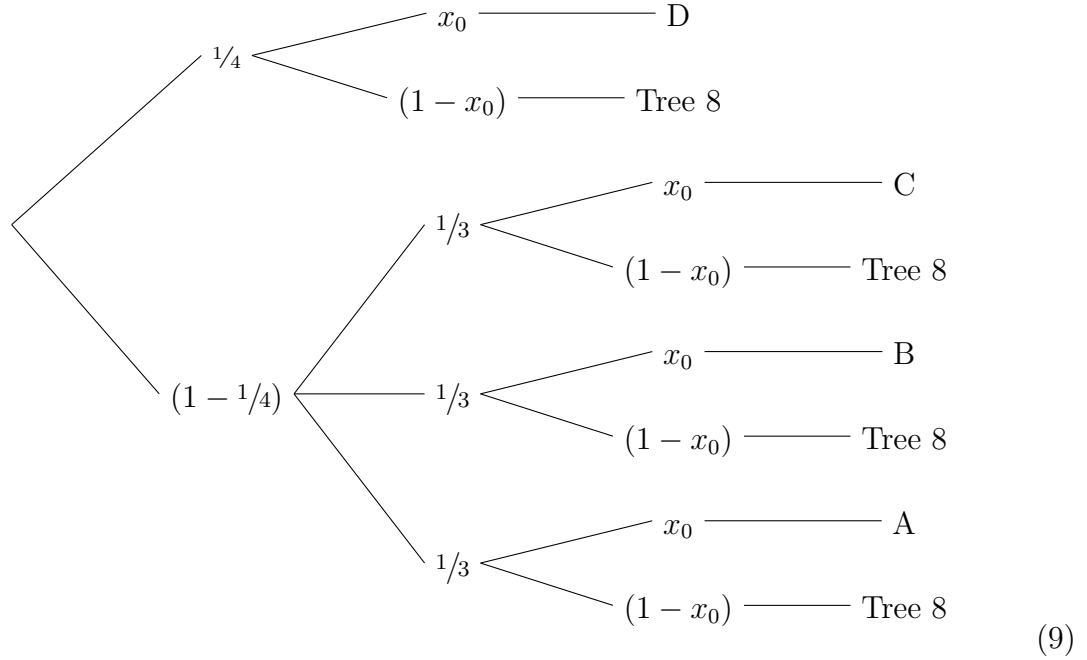 x₀ D
1/4
(1 − x₀) Tree 8
x₀ C
1/3
(1 − x₀) Tree 8
x₀ B
(1 − 1/4) 1/3
(1 − x₀) Tree 8
x₀ A
1/3
(1 − x₀) Tree 8
(9)